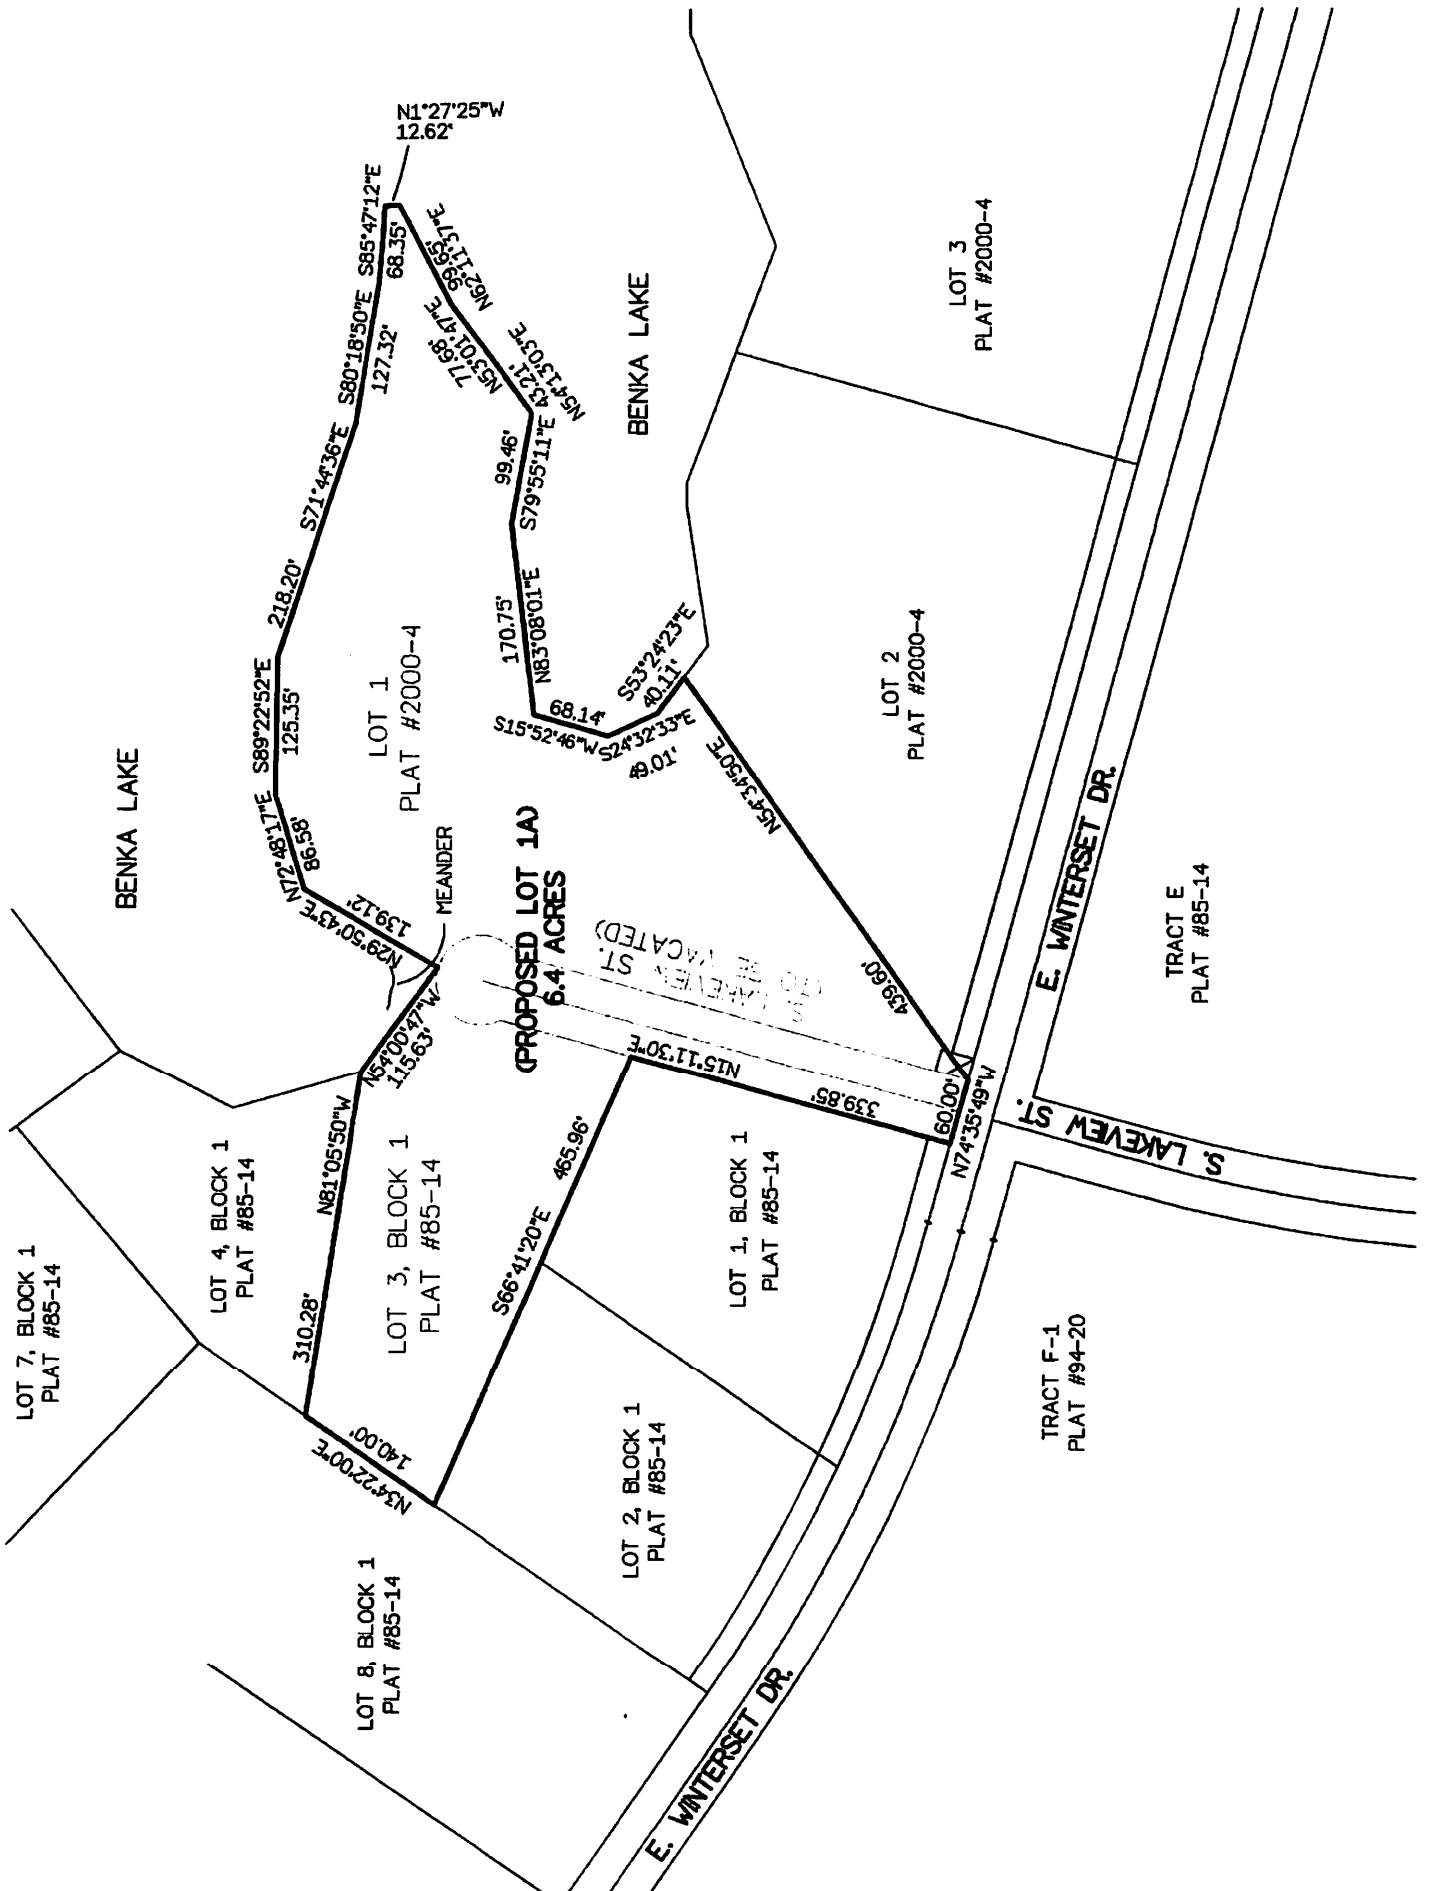 N1°27'25"W
12.62'
S85°47'12"E
68.35'
S80°18'50"E
127.32'
S71°44'36"E
218.20'
S89°22'52"E
125.35'
N72°48'17"E
86.58'
N29°50'43"E
139.12'
N62°11'37"E
99.65'
N53°01'47"E
77.68'
N54°13'03"E
43.21'
S79°55'11"E
99.46'
N83°08'01"E
170.75'
S15°52'46"W
68.14'
S24°32'33"E
49.01'
S53°24'23"E
40.11'
N54°34'50"E
439.60'
BENKA LAKE
BENKA LAKE
LOT 3
PLAT #2000-4
LOT 2
PLAT #2000-4
LOT 1
PLAT #2000-4
MEANDER
(PROPOSED LOT 1A)
6.4 ACRES
S. LAKEVIEW ST.
(TO BE VACATED)
N54°00'47"W
115.63'
N81°05'50"W
310.28'
N34°22'00"E
140.00'
S66°41'20"E
465.96'
N15°11'30"E
339.85'
60.00'
N74°35'49"W
LOT 7, BLOCK 1
PLAT #85-14
LOT 4, BLOCK 1
PLAT #85-14
LOT 3, BLOCK 1
PLAT #85-14
LOT 1, BLOCK 1
PLAT #85-14
LOT 2, BLOCK 1
PLAT #85-14
LOT 8, BLOCK 1
PLAT #85-14
E. WINTERSET DR.
E. WINTERSET DR.
S. LAKEVIEW ST.
TRACT E
PLAT #85-14
TRACT F-1
PLAT #94-20